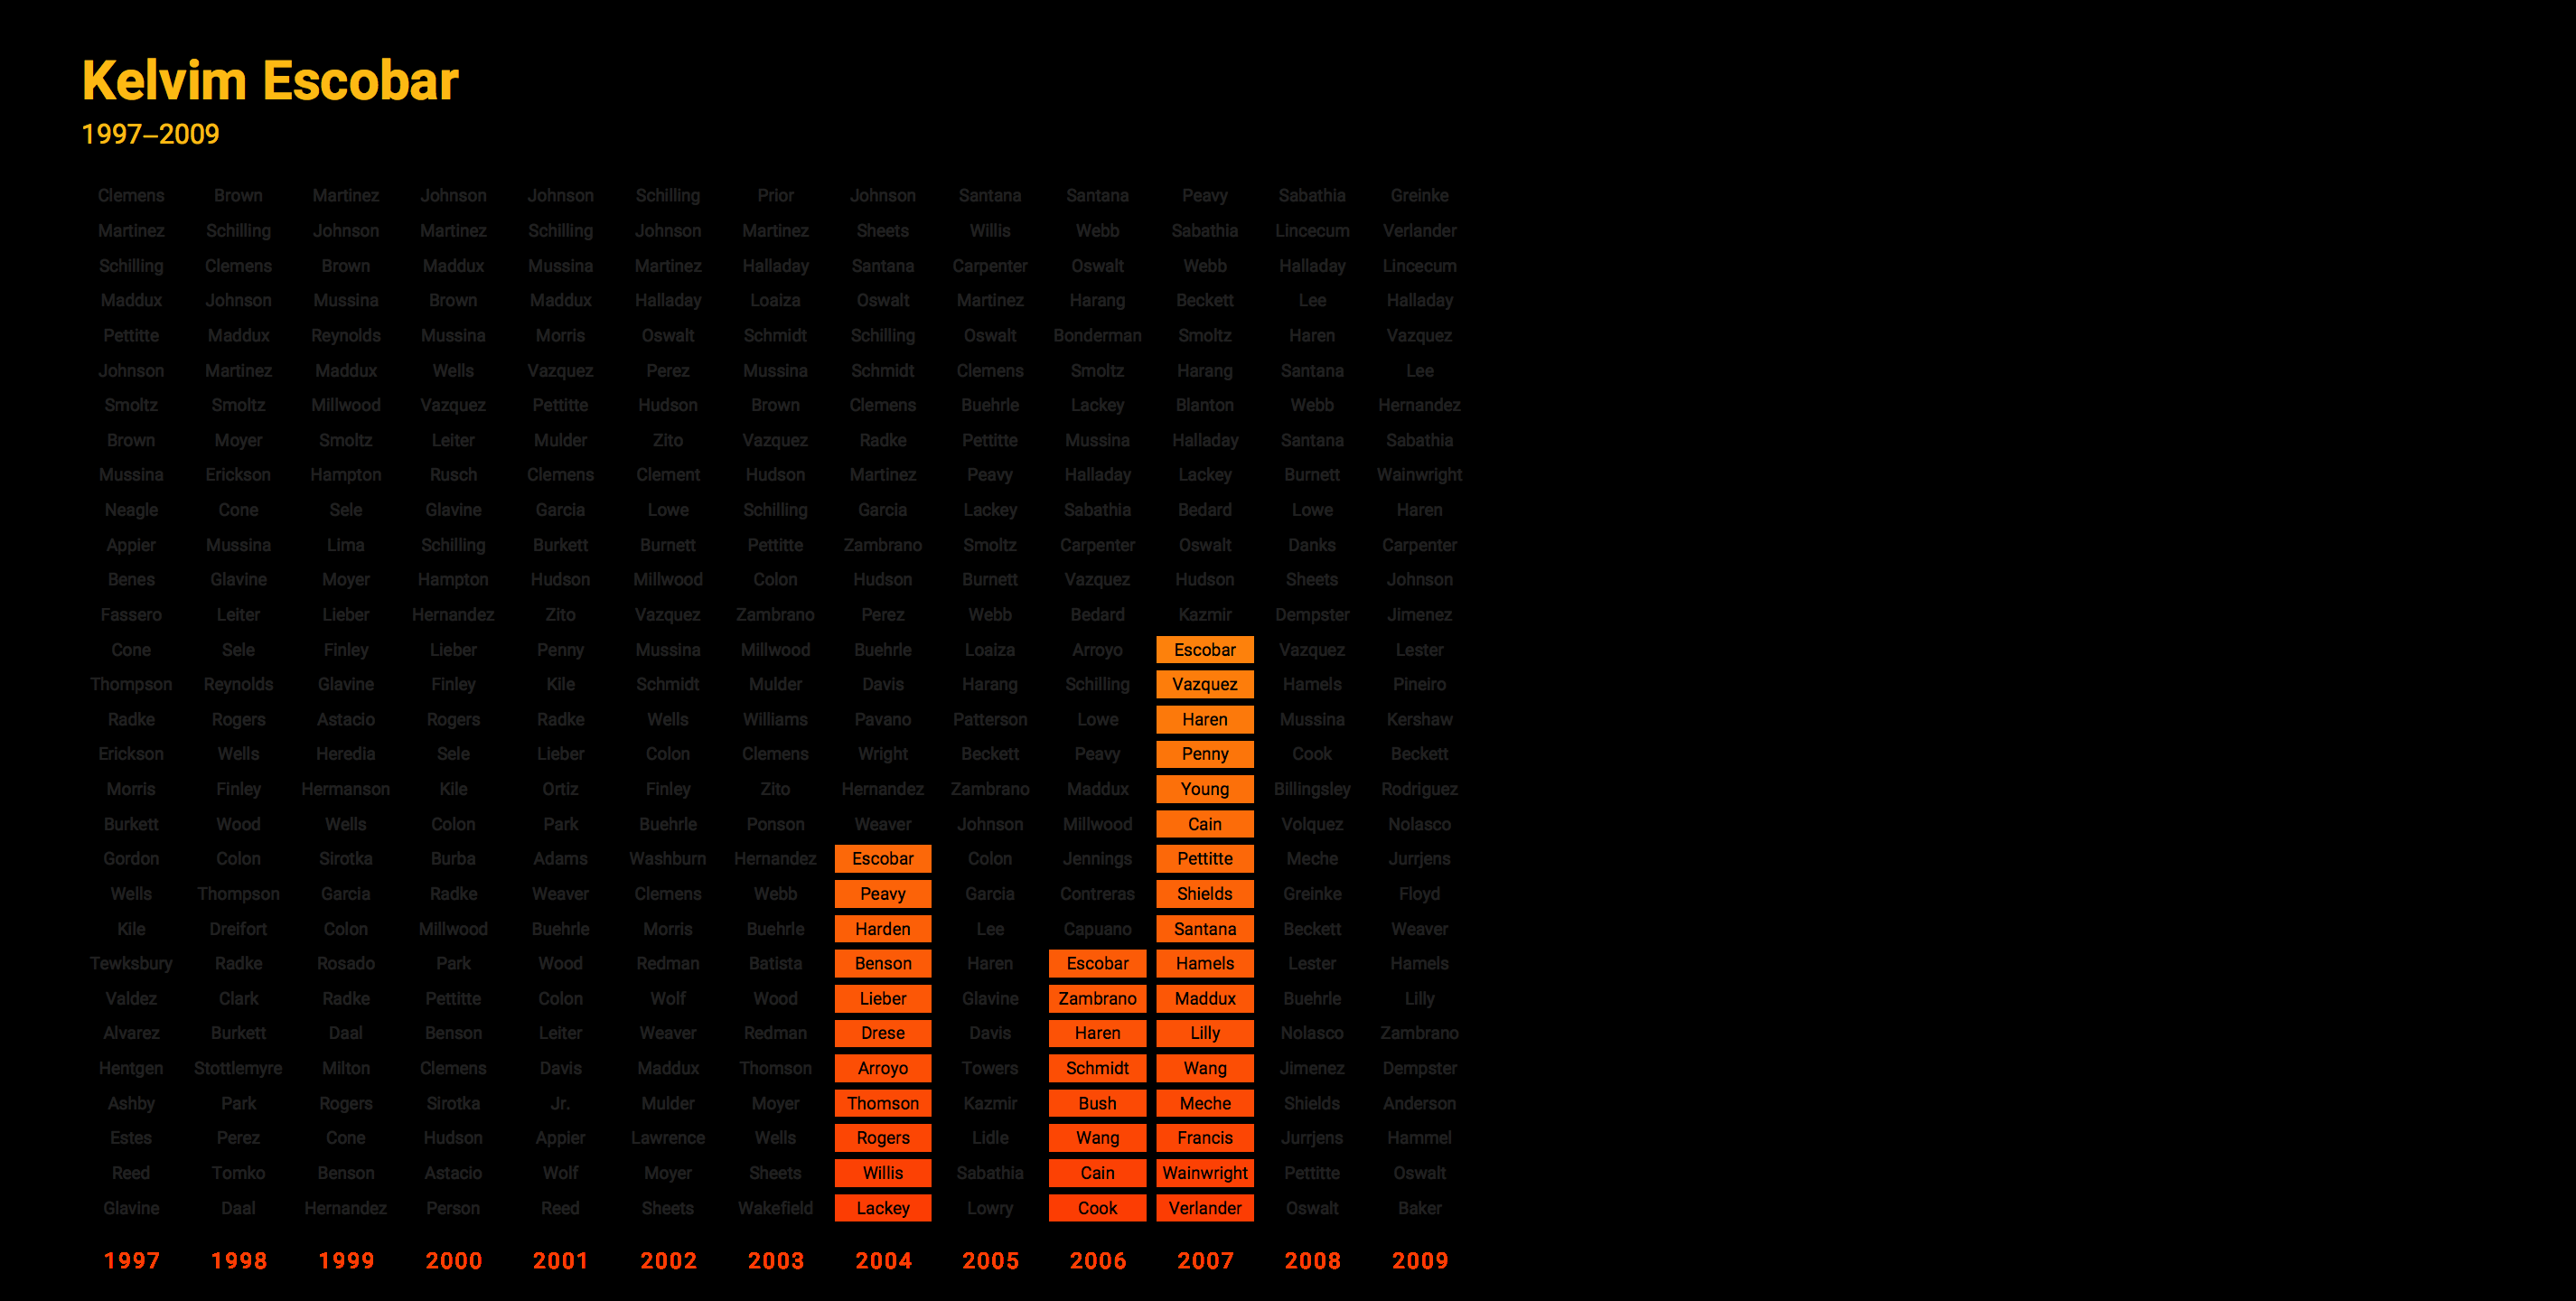 Kelvim Escobar
1997–2009
Clemens Brown Martinez Johnson Johnson Schilling Prior Johnson Santana Santana Peavy Sabathia Greinke
Martinez Schilling Johnson Martinez Schilling Johnson Martinez Sheets Willis Webb Sabathia Lincecum Verlander
Schilling Clemens Brown Maddux Mussina Martinez Halladay Santana Carpenter Oswalt Webb Halladay Lincecum
Maddux Johnson Mussina Brown Maddux Halladay Loaiza Oswalt Martinez Harang Beckett Lee Halladay
Pettitte Maddux Reynolds Mussina Morris Oswalt Schmidt Schilling Oswalt Bonderman Smoltz Haren Vazquez
Johnson Martinez Maddux Wells Vazquez Perez Mussina Schmidt Clemens Smoltz Harang Santana Lee
Smoltz Smoltz Millwood Vazquez Pettitte Hudson Brown Clemens Buehrle Lackey Blanton Webb Hernandez
Brown Moyer Smoltz Leiter Mulder Zito Vazquez Radke Pettitte Mussina Halladay Santana Sabathia
Mussina Erickson Hampton Rusch Clemens Clement Hudson Martinez Peavy Halladay Lackey Burnett Wainwright
Neagle Cone Sele Glavine Garcia Lowe Schilling Garcia Lackey Sabathia Bedard Lowe Haren
Appier Mussina Lima Schilling Burkett Burnett Pettitte Zambrano Smoltz Carpenter Oswalt Danks Carpenter
Benes Glavine Moyer Hampton Hudson Millwood Colon Hudson Burnett Vazquez Hudson Sheets Johnson
Fassero Leiter Lieber Hernandez Zito Vazquez Zambrano Perez Webb Bedard Kazmir Dempster Jimenez
Cone Sele Finley Lieber Penny Mussina Millwood Buehrle Loaiza Arroyo Escobar Vazquez Lester
Thompson Reynolds Glavine Finley Kile Schmidt Mulder Davis Harang Schilling Vazquez Hamels Pineiro
Radke Rogers Astacio Rogers Radke Wells Williams Pavano Patterson Lowe Haren Mussina Kershaw
Erickson Wells Heredia Sele Lieber Colon Clemens Wright Beckett Peavy Penny Cook Beckett
Morris Finley Hermanson Kile Ortiz Finley Zito Hernandez Zambrano Maddux Young Billingsley Rodriguez
Burkett Wood Wells Colon Park Buehrle Ponson Weaver Johnson Millwood Cain Volquez Nolasco
Gordon Colon Sirotka Burba Adams Washburn Hernandez Escobar Colon Jennings Pettitte Meche Jurrjens
Wells Thompson Garcia Radke Weaver Clemens Webb Peavy Garcia Contreras Shields Greinke Floyd
Kile Dreifort Colon Millwood Buehrle Morris Buehrle Harden Lee Capuano Santana Beckett Weaver
Tewksbury Radke Rosado Park Wood Redman Batista Benson Haren Escobar Hamels Lester Hamels
Valdez Clark Radke Pettitte Colon Wolf Wood Lieber Glavine Zambrano Maddux Buehrle Lilly
Alvarez Burkett Daal Benson Leiter Weaver Redman Drese Davis Haren Lilly Nolasco Zambrano
Hentgen Stottlemyre Milton Clemens Davis Maddux Thomson Arroyo Towers Schmidt Wang Jimenez Dempster
Ashby Park Rogers Sirotka Jr. Mulder Moyer Thomson Kazmir Bush Meche Shields Anderson
Estes Perez Cone Hudson Appier Lawrence Wells Rogers Lidle Wang Francis Jurrjens Hammel
Reed Tomko Benson Astacio Wolf Moyer Sheets Willis Sabathia Cain Wainwright Pettitte Oswalt
Glavine Daal Hernandez Person Reed Sheets Wakefield Lackey Lowry Cook Verlander Oswalt Baker
1997 1998 1999 2000 2001 2002 2003 2004 2005 2006 2007 2008 2009